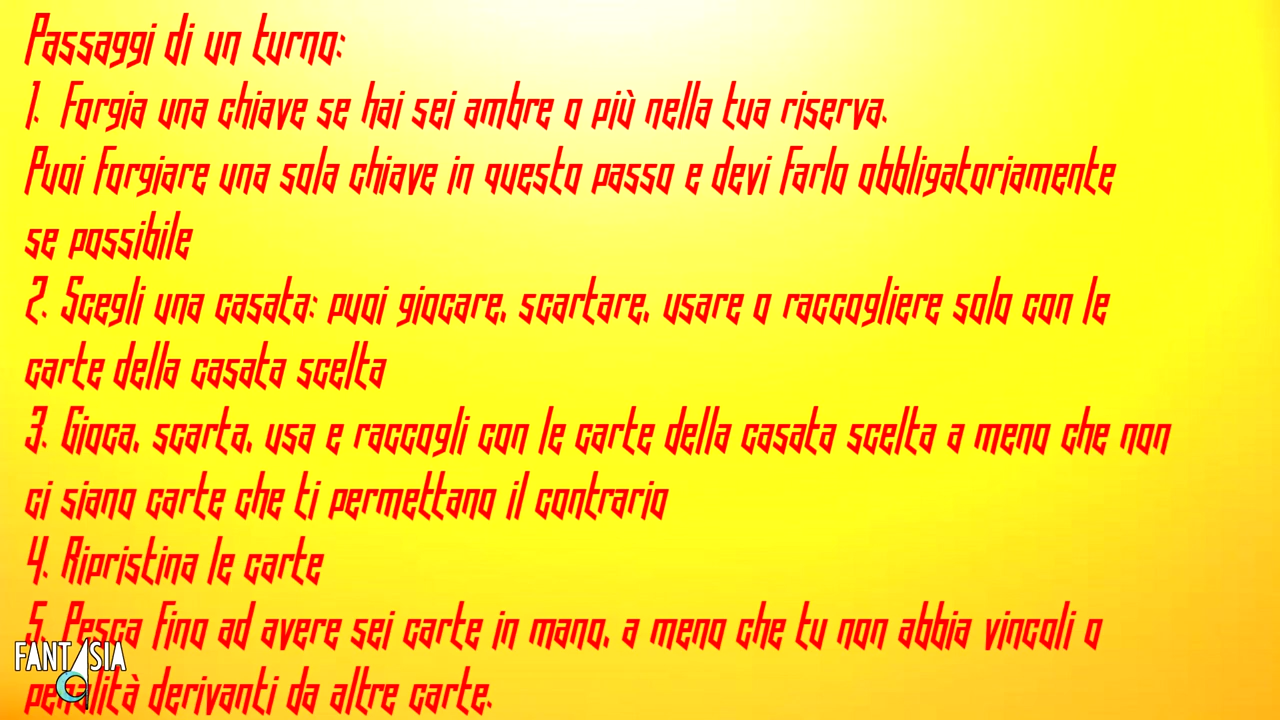 Passaggi di un turno:
1. Forgia una chiave se hai sei ambre o più nella tua riserva.
Puoi Forgiare una sola chiave in questo passo e devi Farlo obbligatoriamente
se possibile
2. Scegli una casata: puoi giocare, scartare, usare o raccogliere solo con le
carte della casata scelta
3. Gioca, scarta, usa e raccogli con le carte della casata scelta a meno che non
ci siano carte che ti permettano il contrario
4. Ripristina le carte
5. Pesca Fino ad avere sei carte in mano, a meno che tu non abbia vincoli o
penalità derivanti da altre carte.
FANTASIA